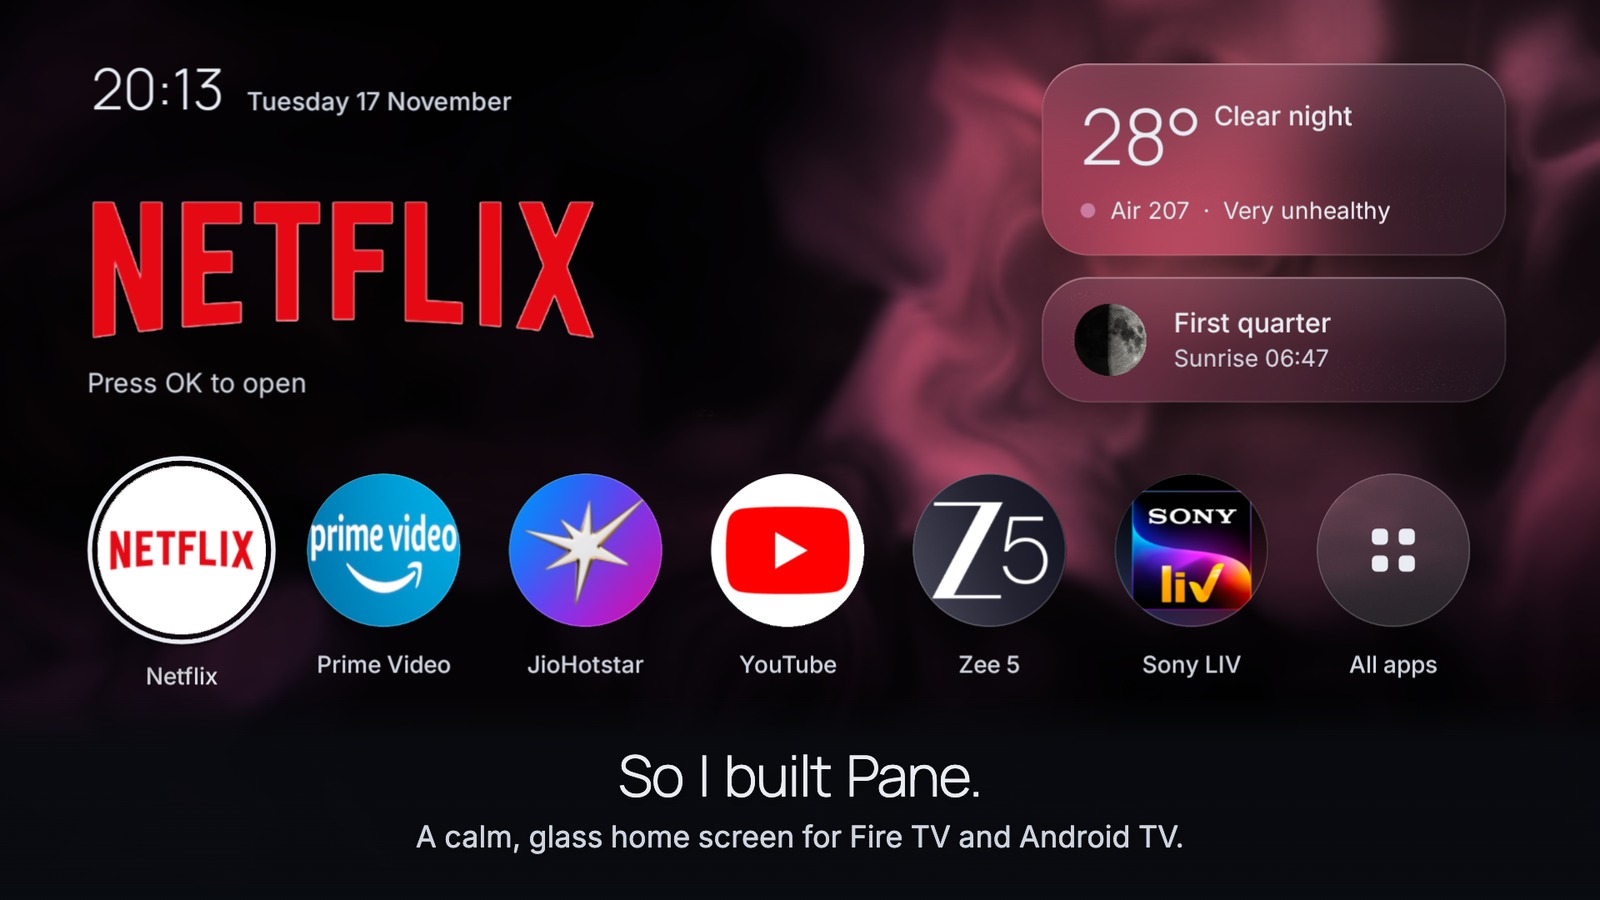 20:13 Tuesday 17 November
28° Clear night
Air 207 · Very unhealthy
NETFLIX
Press OK to open
First quarter
Sunrise 06:47
NETFLIX
prime video
Z5
SONY
liv
Netflix
Prime Video
JioHotstar
YouTube
Zee 5
Sony LIV
All apps
So I built Pane.
A calm, glass home screen for Fire TV and Android TV.